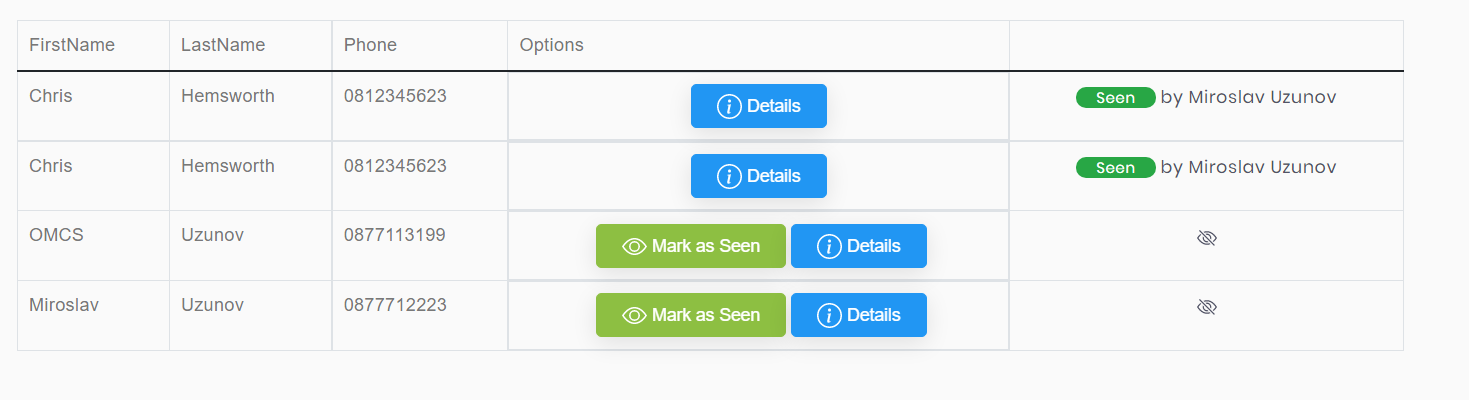 FirstName LastName Phone Options
Chris Hemsworth 0812345623 Details Seen by Miroslav Uzunov
Chris Hemsworth 0812345623 Details Seen by Miroslav Uzunov
OMCS Uzunov 0877113199 Mark as Seen Details
Miroslav Uzunov 0877712223 Mark as Seen Details